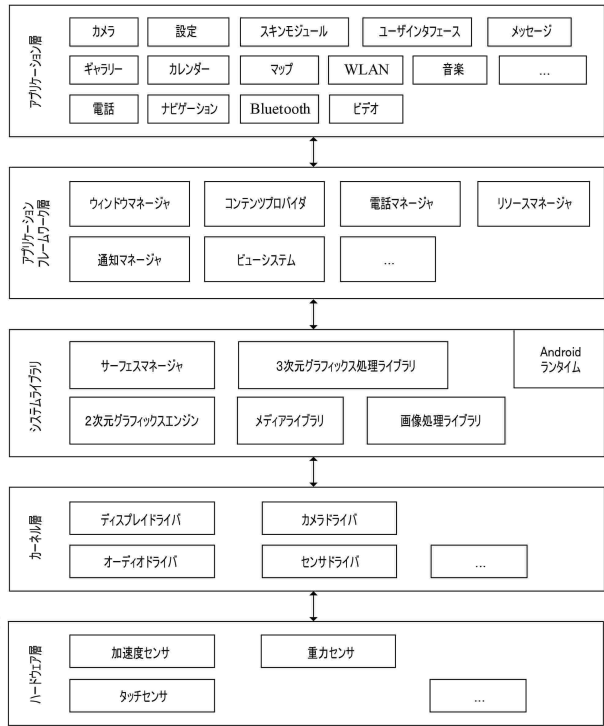 アプリケーション層
カメラ
設定
スキンモジュール
ユーザインタフェース
メッセージ
ギャラリー
カレンダー
マップ
WLAN
音楽
...
電話
ナビゲーション
Bluetooth
ビデオ
アプリケーション
フレームワーク層
ウィンドウマネージャ
コンテンツプロバイダ
電話マネージャ
リソースマネージャ
通知マネージャ
ビューシステム
...
システムライブラリ
サーフェスマネージャ
3次元グラフィックス処理ライブラリ
Android
ランタイム
2次元グラフィックスエンジン
メディアライブラリ
画像処理ライブラリ
カーネル層
ディスプレイドライバ
カメラドライバ
オーディオドライバ
センサドライバ
...
ハードウェア層
加速度センサ
重力センサ
タッチセンサ
...